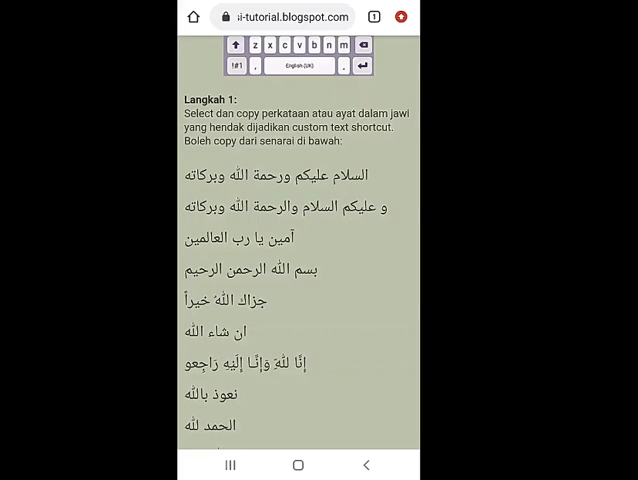 si-tutorial.blogspot.com
1
z x c v b n m
!#1 , English (UK) .
Langkah 1:
Select dan copy perkataan atau ayat dalam jawi
yang hendak dijadikan custom text shortcut.
Boleh copy dari senarai di bawah:
السلام عليكم ورحمة الله وبركاته
و عليكم السلام والرحمة الله وبركاته
آمين يا رب العالمين
بسم الله الرحمن الرحيم
جزاك اللهُ خيراً
ان شاء الله
إنَّا لِلَّهِ وَإِنَّـا إِلَيْهِ رَاجِعو
نعوذ بالله
الحمد لله